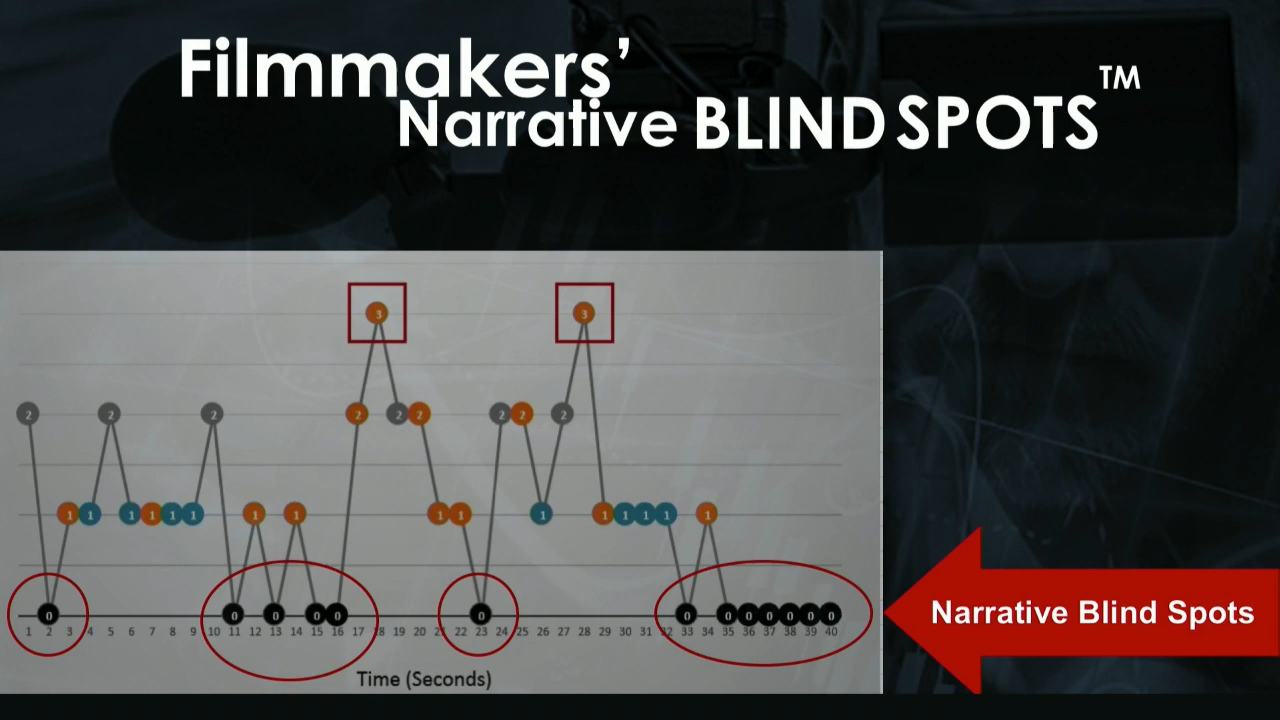 Filmmakers'
Narrative BLIND SPOTS™
3 3
2 2 2 2 2 2 2 2 2
1 1 1 1 1 1 1 1 1 1 1 1 1 1 1 1
0 0 0 0 0 0 0 0 0 0 0 0 0
1 2 3 4 5 6 7 8 9 10 11 12 13 14 15 16 17 18 19 20 21 22 23 24 25 26 27 28 29 30 31 32 33 34 35 36 37 38 39 40
Time (Seconds)
Narrative Blind Spots